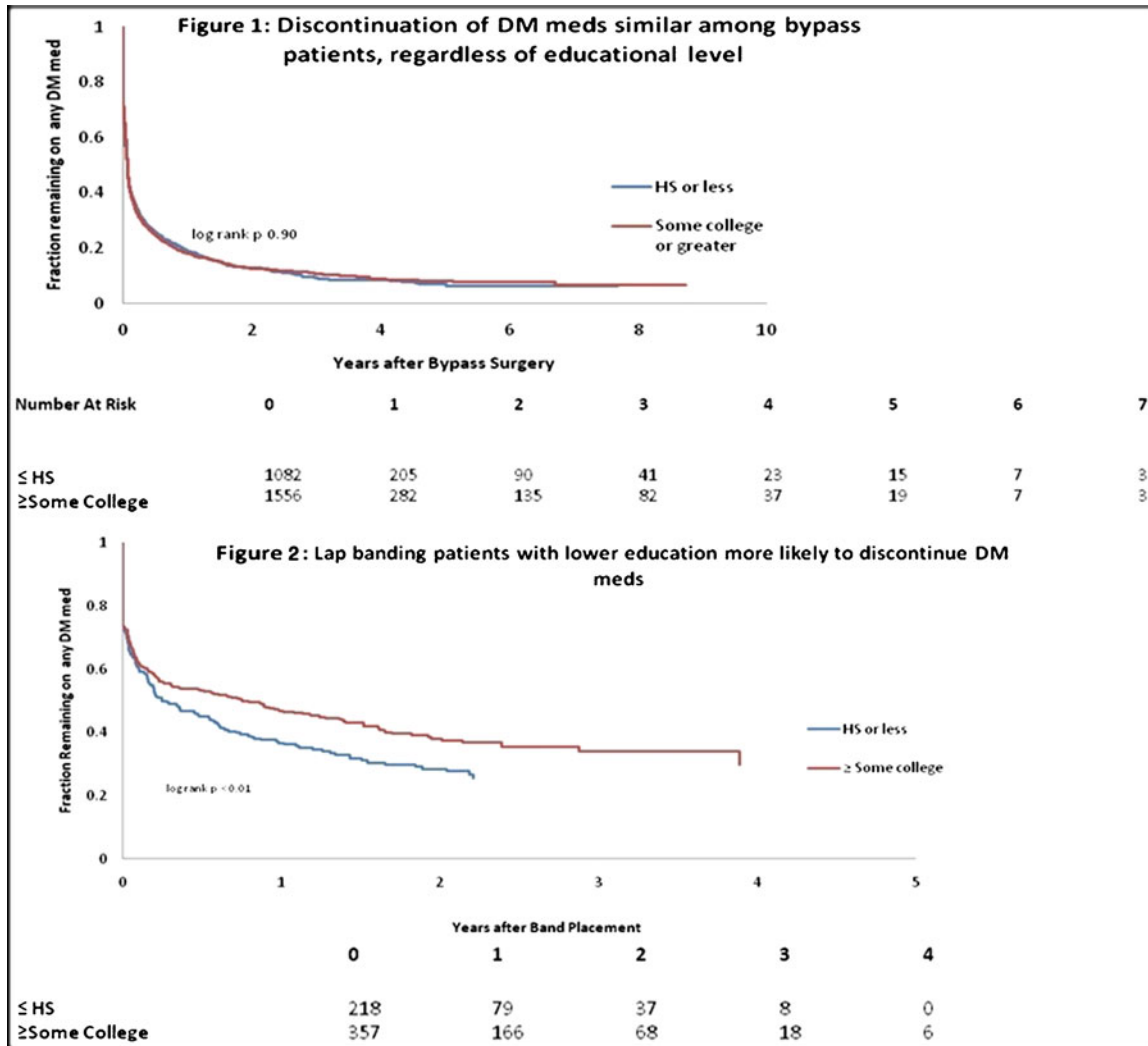 Figure 1: Discontinuation of DM meds similar among bypass
patients, regardless of educational level
Fraction remaining on any DM med
1
0.8
0.6
0.4
0.2
0
HS or less
Some college
or greater
log rank p 0.90
0 2 4 6 8 10
Years after Bypass Surgery
Number At Risk 0 1 2 3 4 5 6 7
≤ HS 1082 205 90 41 23 15 7 3
≥Some College 1556 282 135 82 37 19 7 3
Figure 2: Lap banding patients with lower education more likely to discontinue DM
meds
Fraction Remaining on any DM med
1
0.8
0.6
0.4
0.2
0
HS or less
≥ Some college
log rank p <0.01
0 1 2 3 4 5
Years after Band Placement
0 1 2 3 4
≤ HS 218 79 37 8 0
≥Some College 357 166 68 18 6